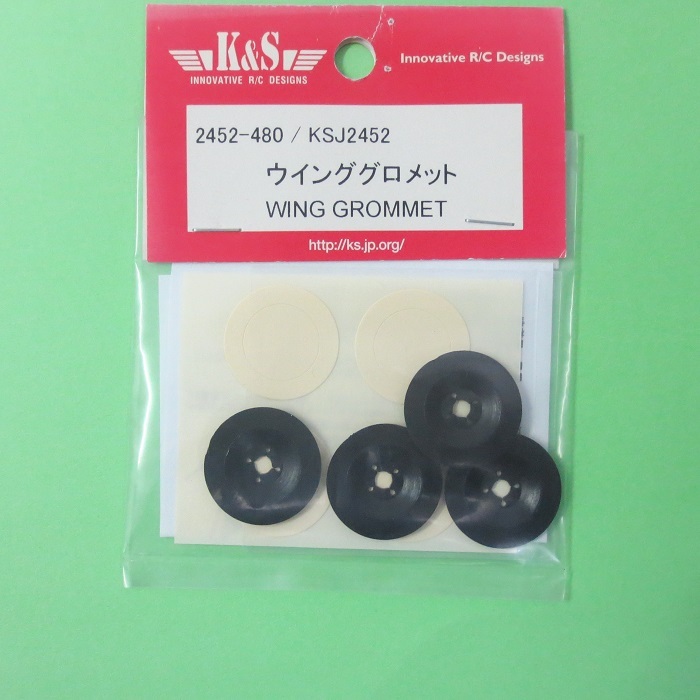 K&S
INNOVATIVE R/C DESIGNS
Innovative R/C Designs
2452-480 / KSJ2452
ウインググロメット
WING GROMMET
http://ks.jp.org/